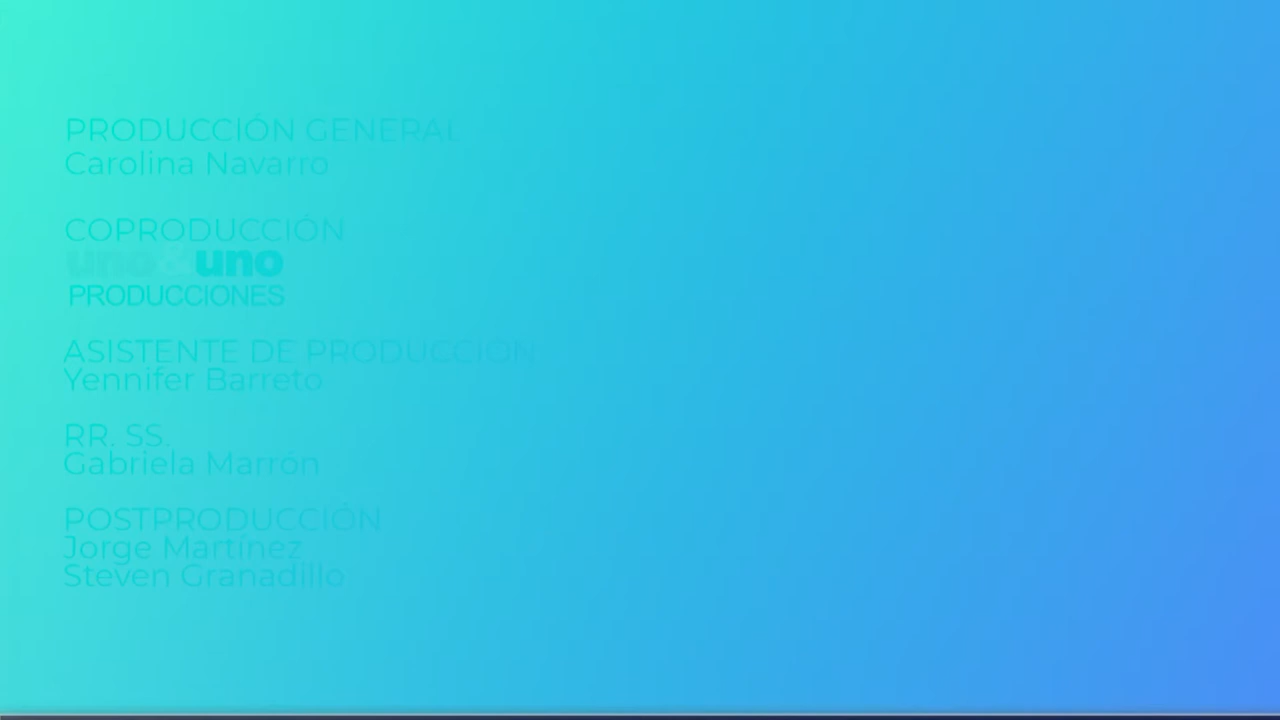 PRODUCCIÓN GENERAL
Carolina Navarro
COPRODUCCIÓN
uno&uno
PRODUCCIONES
ASISTENTE DE PRODUCCIÓN
Yennifer Barreto
RR. SS.
Gabriela Marrón
POSTPRODUCCIÓN
Jorge Martínez
Steven Granadillo